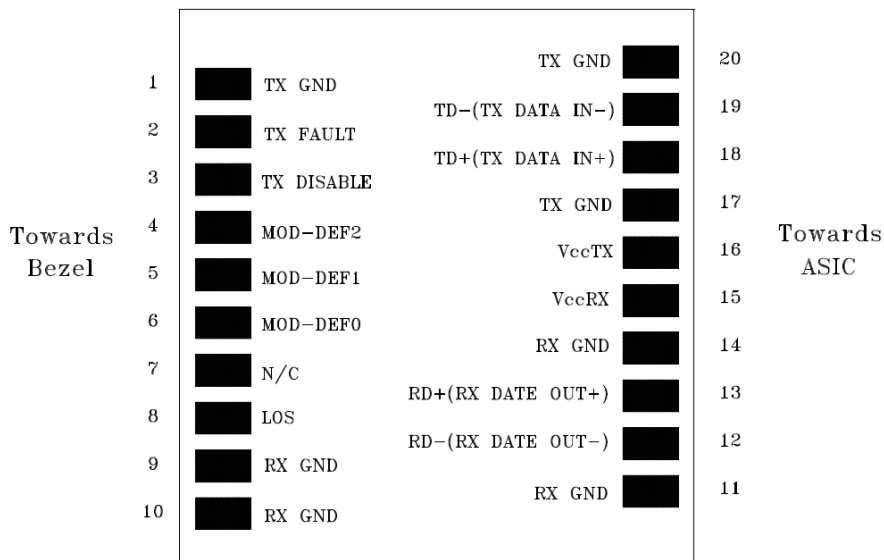 1 TX GND
2 TX FAULT
3 TX DISABLE
4 MOD-DEF2
5 MOD-DEF1
6 MOD-DEF0
7 N/C
8 LOS
9 RX GND
10 RX GND
Towards
Bezel
TX GND 20
TD-(TX DATA IN-) 19
TD+(TX DATA IN+) 18
TX GND 17
VccTX 16
VccRX 15
RX GND 14
RD+(RX DATE OUT+) 13
RD-(RX DATE OUT-) 12
RX GND 11
Towards
ASIC